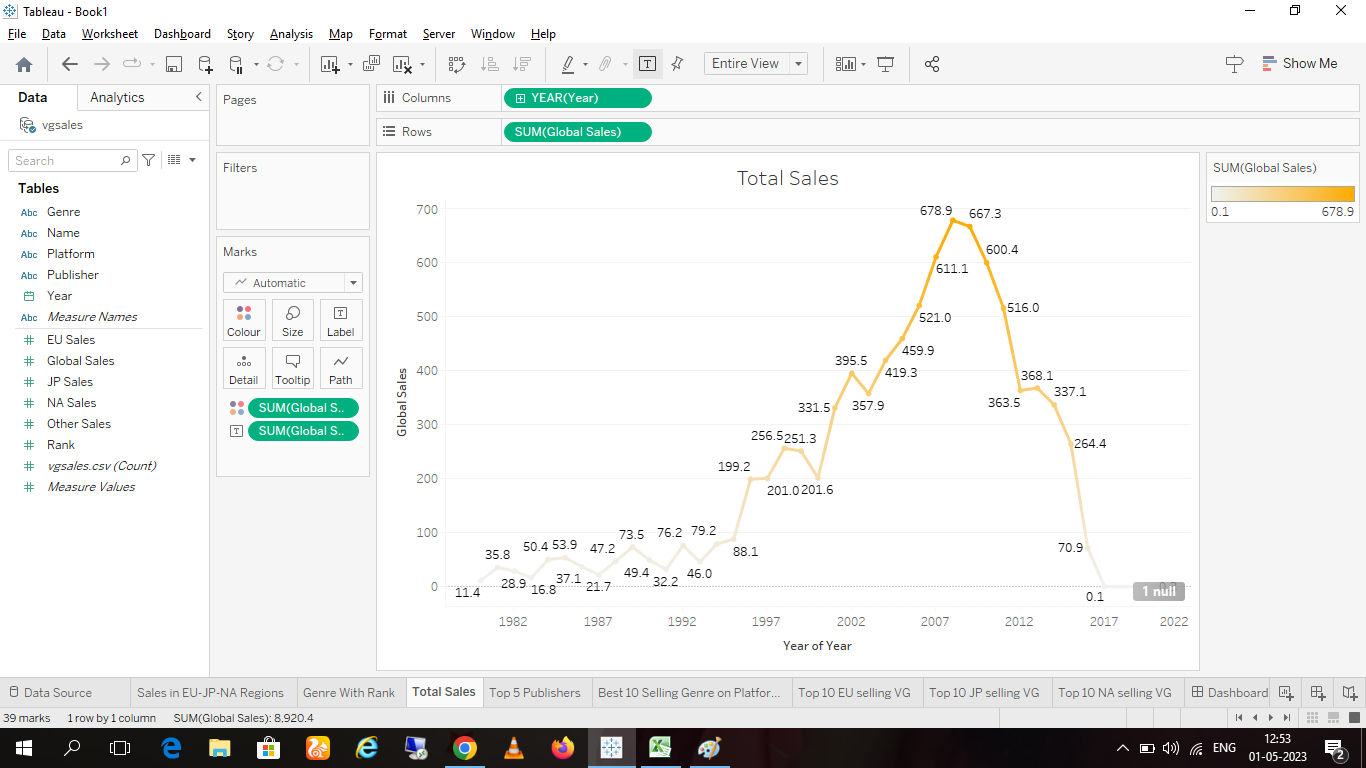 Tableau - Book1
File Data Worksheet Dashboard Story Analysis Map Format Server Window Help
Entire View
Show Me
Data Analytics
vgsales
Search
Tables
Abc Genre
Abc Name
Abc Platform
Abc Publisher
Year
Abc Measure Names
EU Sales
Global Sales
JP Sales
NA Sales
Other Sales
Rank
vgsales.csv (Count)
Measure Values
Pages
Filters
Marks
Automatic
Colour Size Label
Detail Tooltip Path
SUM(Global S..
SUM(Global S..
Columns YEAR(Year)
Rows SUM(Global Sales)
Total Sales
Global Sales
700
600
500
400
300
200
100
0
11.4
35.8
28.9
16.8
50.4
53.9
37.1
21.7
47.2
73.5
49.4
32.2
76.2
46.0
79.2
88.1
199.2
201.0
256.5
251.3
201.6
331.5
395.5
357.9
419.3
459.9
521.0
611.1
678.9
667.3
600.4
516.0
363.5
368.1
337.1
264.4
70.9
0.1
1 null
1982 1987 1992 1997 2002 2007 2012 2017 2022
Year of Year
SUM(Global Sales)
0.1 678.9
Data Source Sales in EU-JP-NA Regions Genre With Rank Total Sales Top 5 Publishers Best 10 Selling Genre on Platfor... Top 10 EU selling VG Top 10 JP selling VG Top 10 NA selling VG Dashboard
39 marks 1 row by 1 column SUM(Global Sales): 8,920.4
ENG
12:53
01-05-2023
2